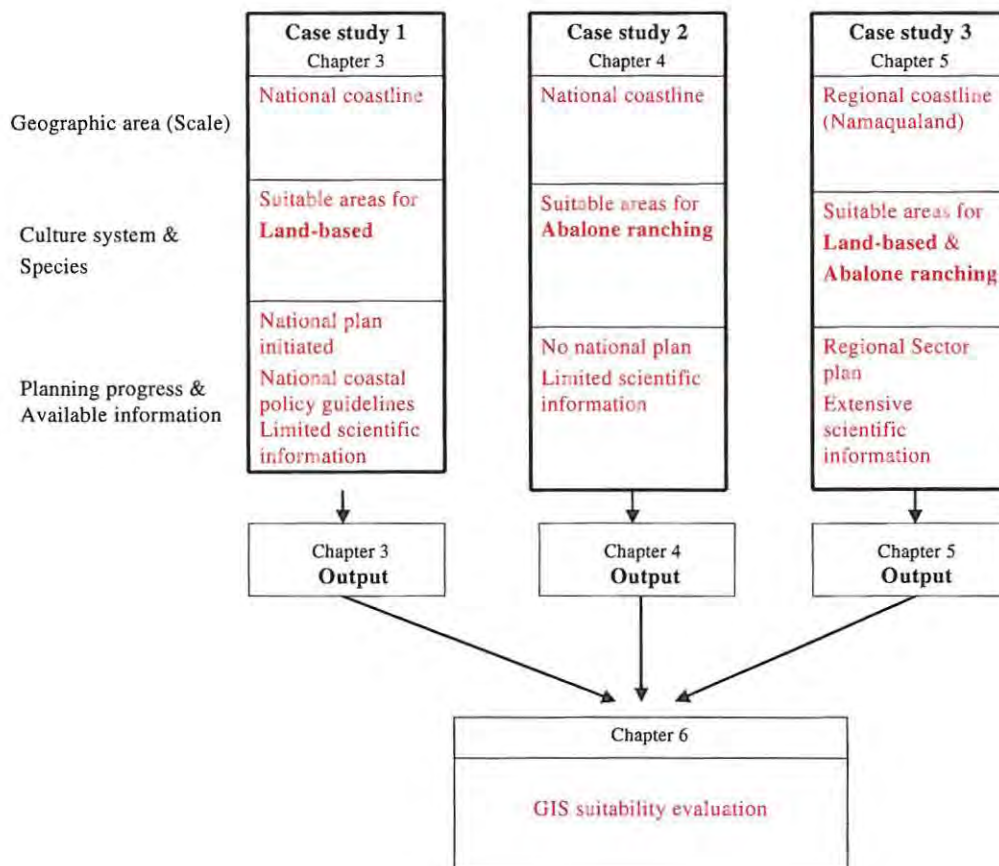 Case study 1
Chapter 3
Case study 2
Chapter 4
Case study 3
Chapter 5
Geographic area (Scale)
National coastline
National coastline
Regional coastline
(Namaqualand)
Culture system &
Species
Suitable areas for
Land-based
Suitable areas for
Abalone ranching
Suitable areas for
Land-based &
Abalone ranching
Planning progress &
Available information
National plan
initiated
National coastal
policy guidelines
Limited scientific
information
No national plan
Limited scientific
information
Regional Sector
plan
Extensive
scientific
information
Chapter 3
Output
Chapter 4
Output
Chapter 5
Output
Chapter 6
GIS suitability evaluation